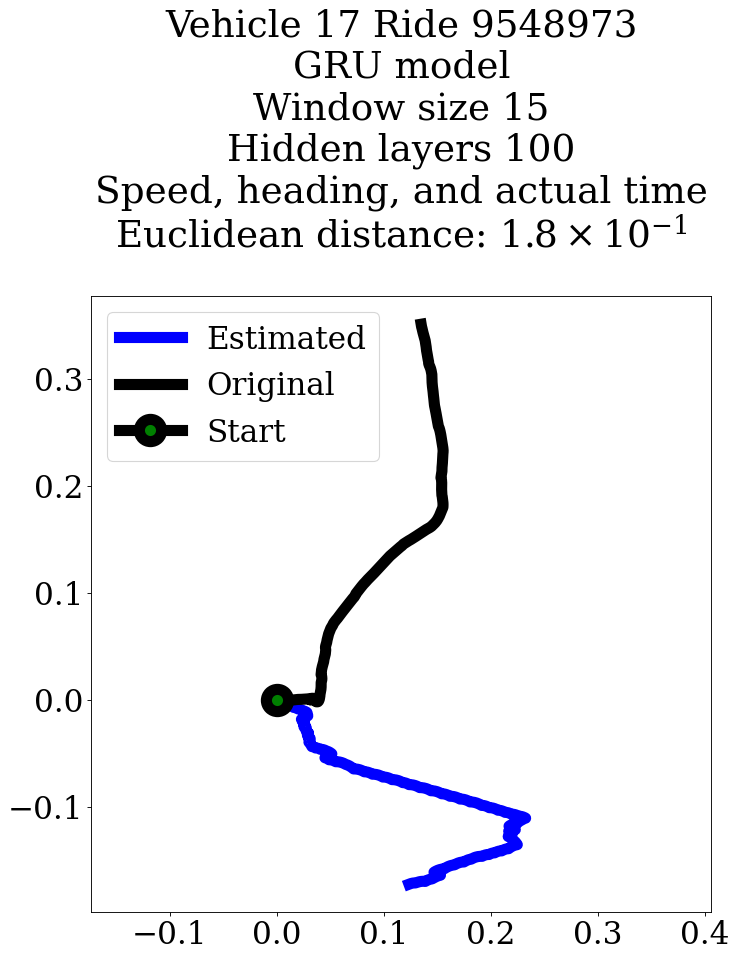 Vehicle 17 Ride 9548973
GRU model
Window size 15
Hidden layers 100
Speed, heading, and actual time
Euclidean distance: 1.8 × 10⁻¹
Estimated
Original
Start
0.3
0.2
0.1
0.0
−0.1
−0.1 0.0 0.1 0.2 0.3 0.4